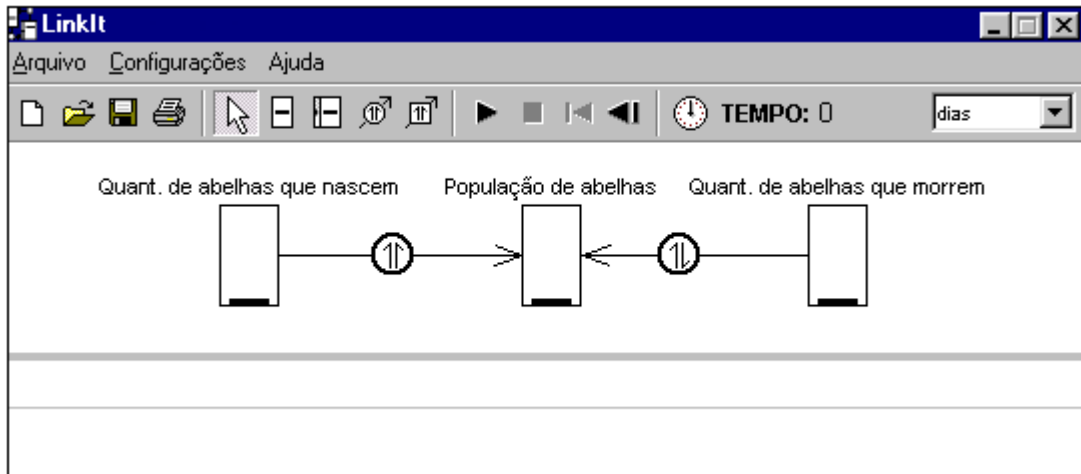 LinkIt
Arquivo Configurações Ajuda
TEMPO: 0 dias
Quant. de abelhas que nascem População de abelhas Quant. de abelhas que morrem